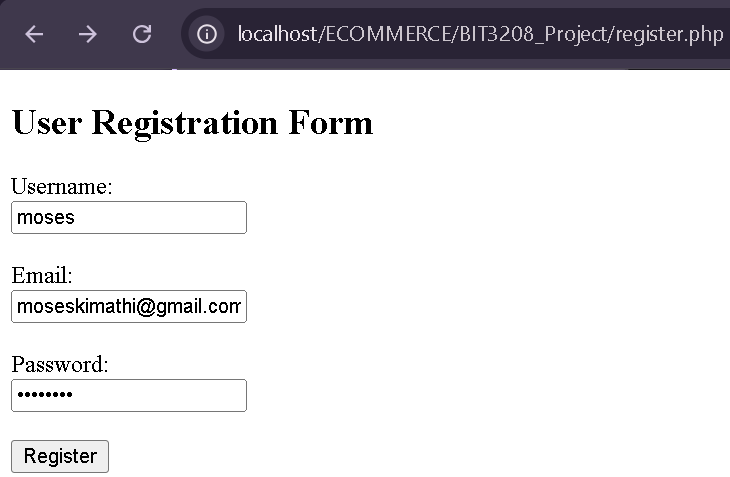 localhost/ECOMMERCE/BIT3208_Project/register.php
User Registration Form
Username:
moses
Email:
moseskimathi@gmail.com
Password:
••••••••
Register